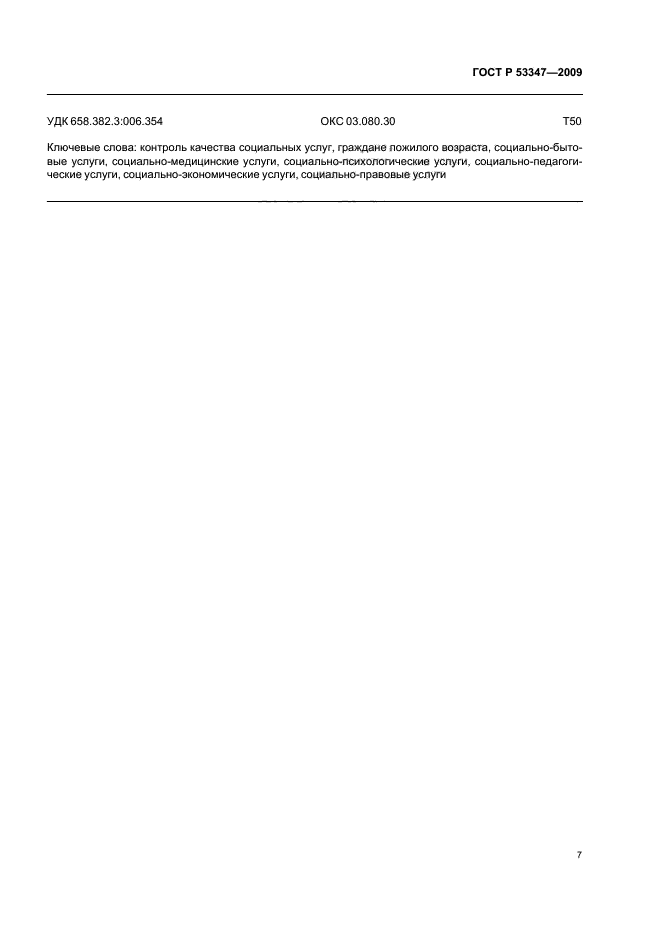 ГОСТ Р 53347—2009
УДК 658.382.3:006.354 ОКС 03.080.30 Т50
Ключевые слова: контроль качества социальных услуг, граждане пожилого возраста, социально-быто-
вые услуги, социально-медицинские услуги, социально-психологические услуги, социально-педагоги-
ческие услуги, социально-экономические услуги, социально-правовые услуги
7